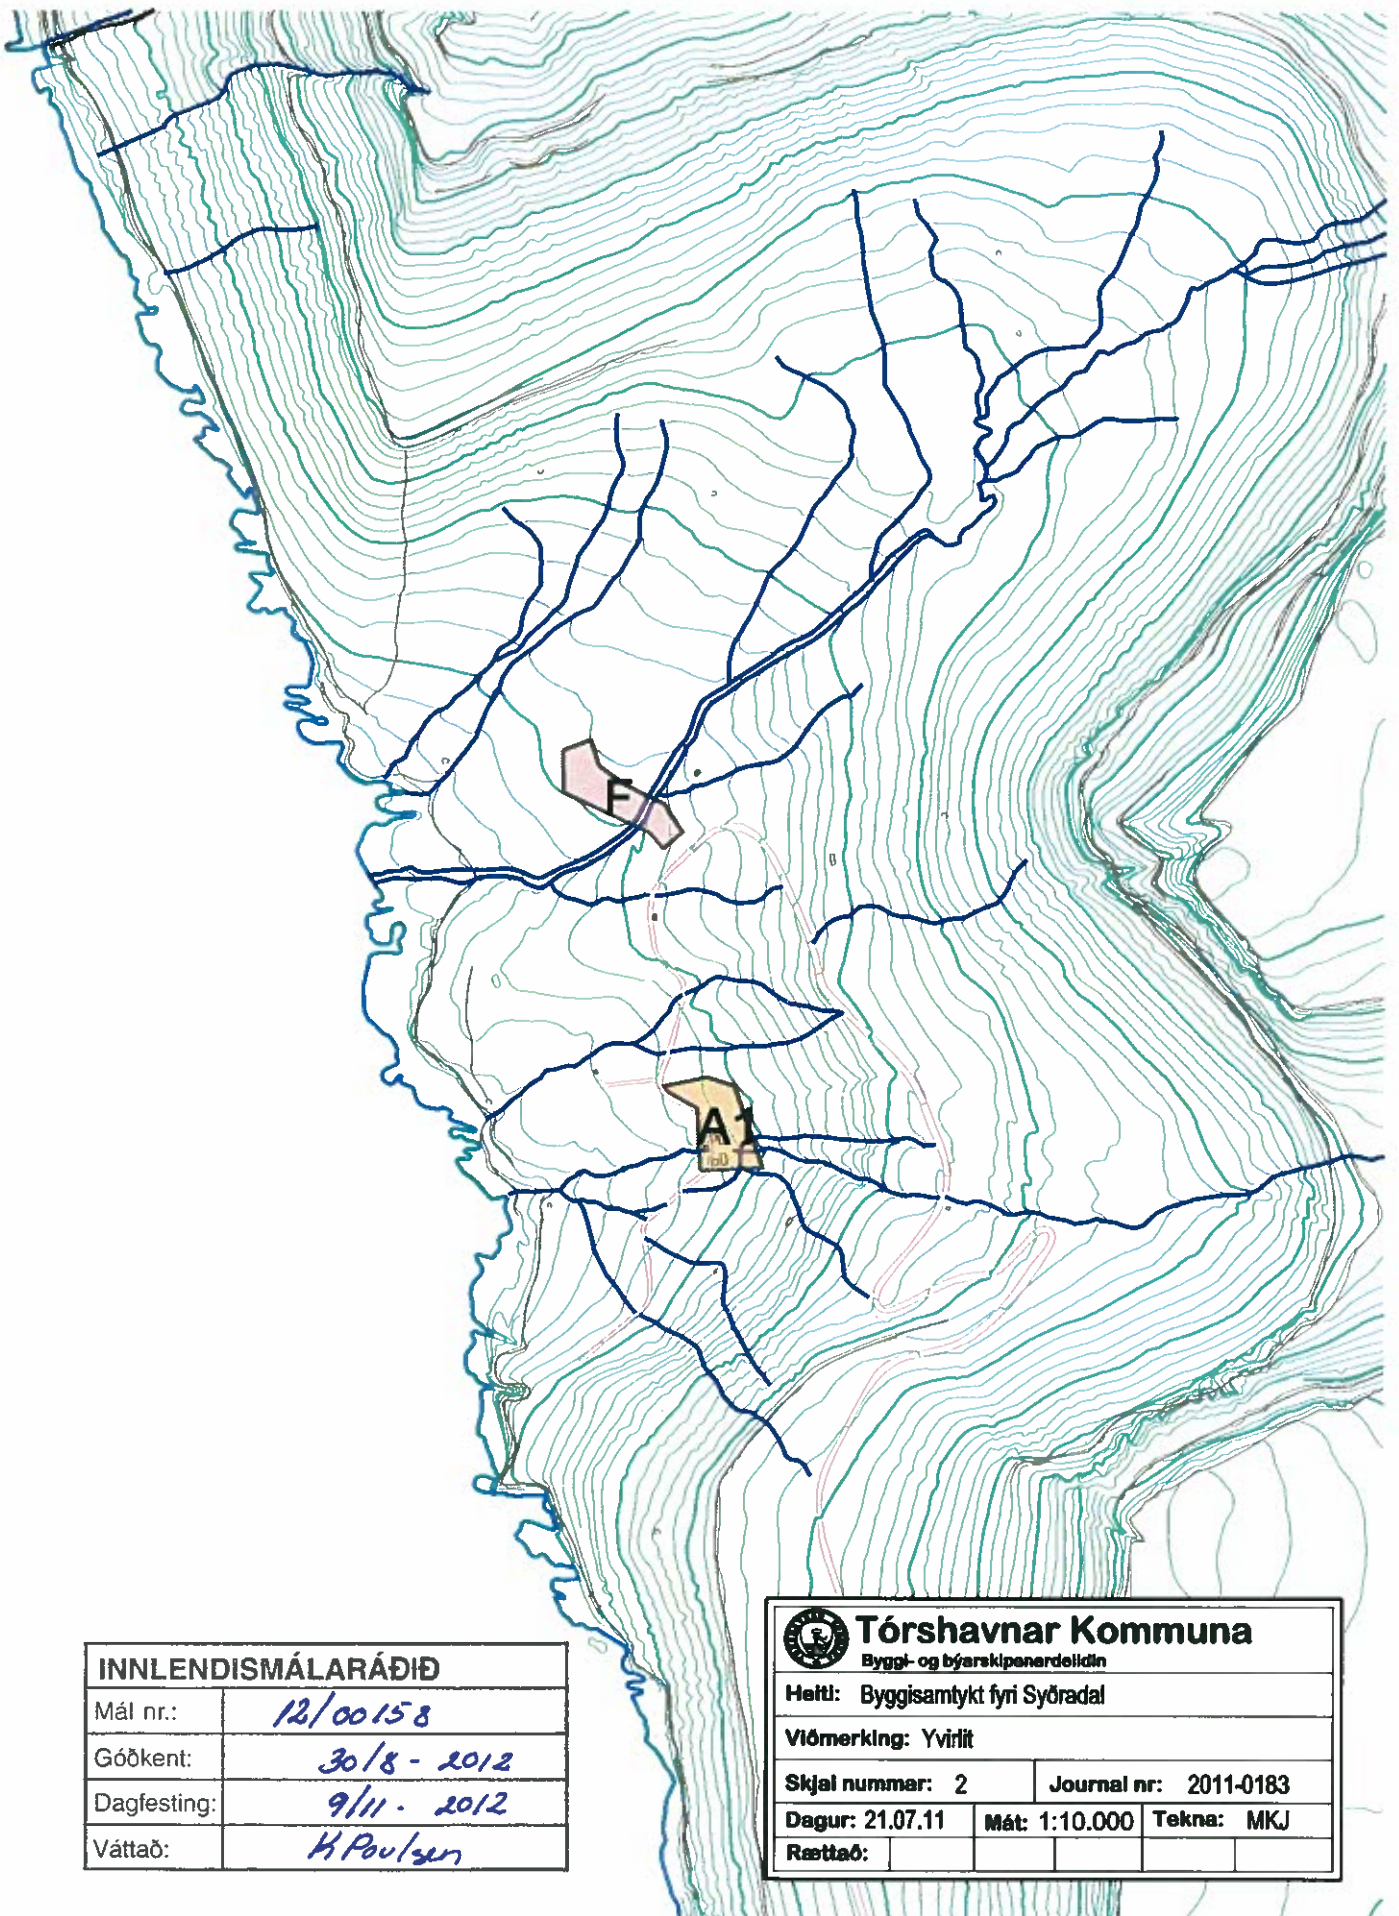 F
A1
INNLENDISMÁLARÁÐIÐ
Mál nr.: 12/00158
Góðkent: 30/8 - 2012
Dagfesting: 9/11 - 2012
Váttað: K Poulsen
Tórshavnar Kommuna
Byggi- og býarskipanardeildin
Heiti: Byggisamtykt fyri Syðradal
Viðmerking: Yvirlit
Skjal nummar: 2 Journal nr: 2011-0183
Dagur: 21.07.11 Mát: 1:10.000 Tekna: MKJ
Rættað: